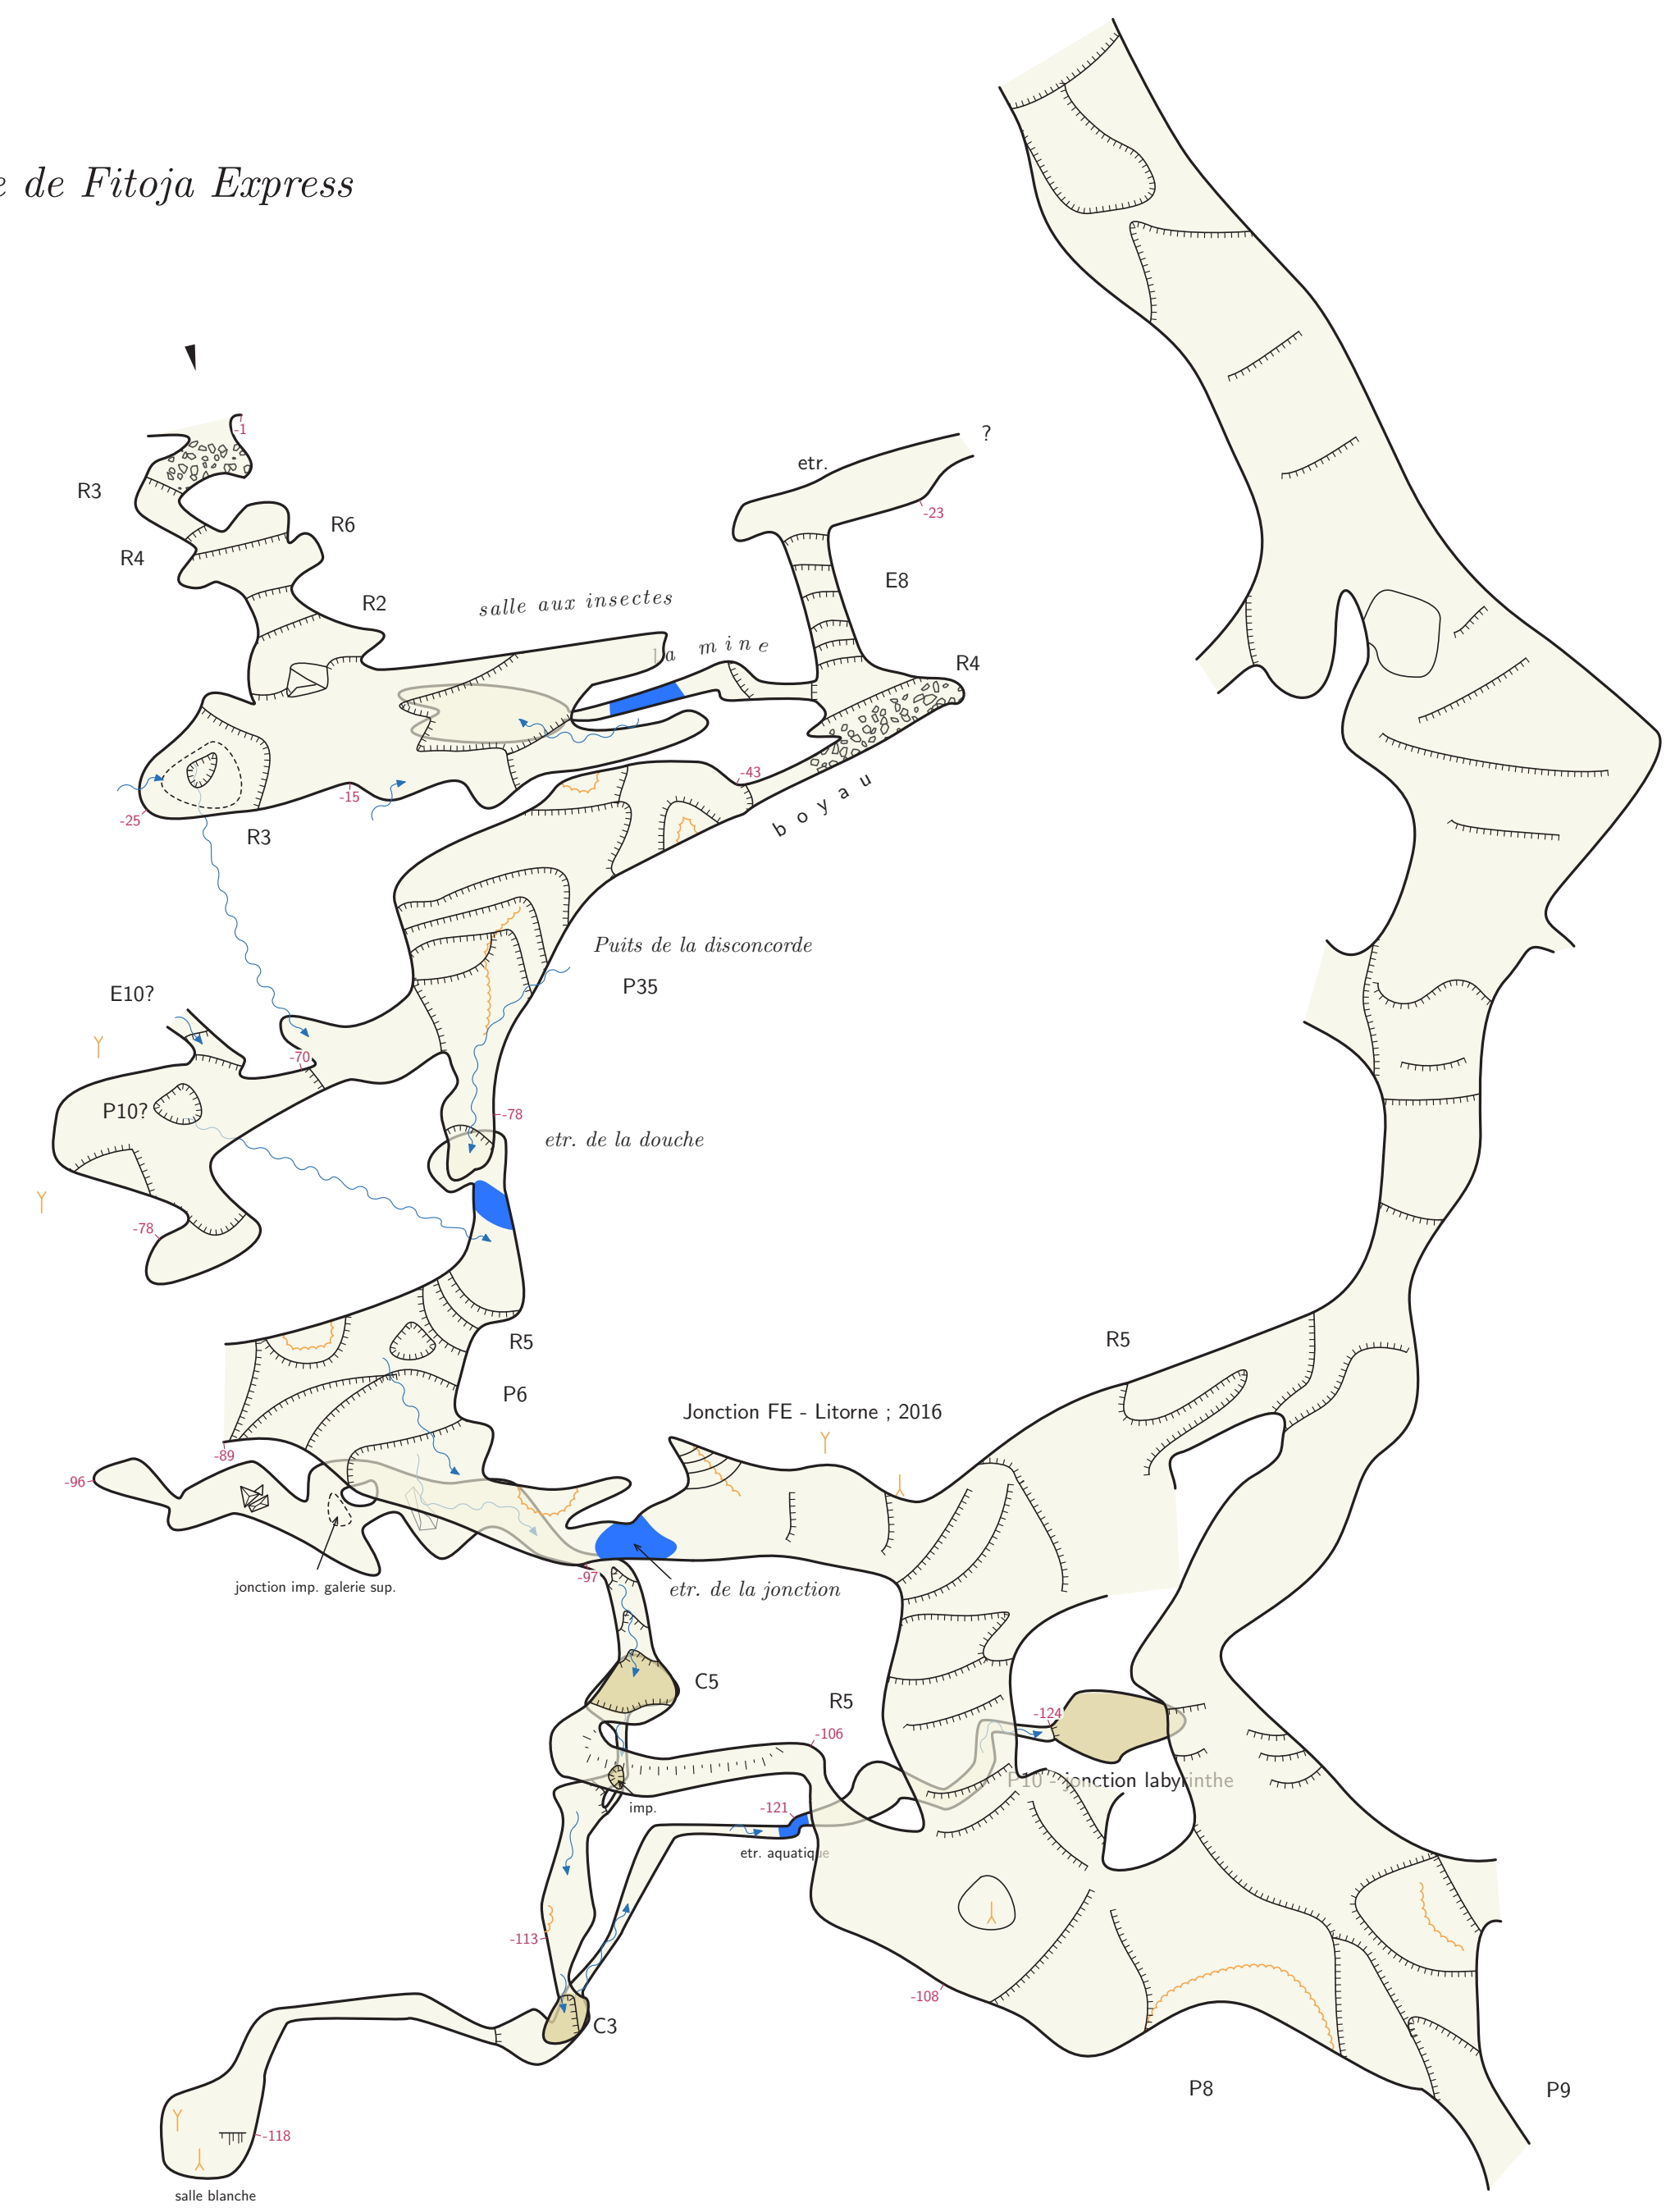 e de Fitoja Express
-1
?
etr.
R3
-23
R6
R4
E8
R2
salle aux insectes
la mine
R4
-43
-15
boyau
-25
R3
Puits de la disconcorde
P35
E10?
-70
P10?
-78
etr. de la douche
-78
R5
R5
P6
Jonction FE - Litorne ; 2016
-89
-96
-97
jonction imp. galerie sup.
etr. de la jonction
C5
R5
-124
-106
P10 - jonction labyrinthe
imp.
-121
etr. aquatique
-113
-108
C3
P8
P9
-118
salle blanche